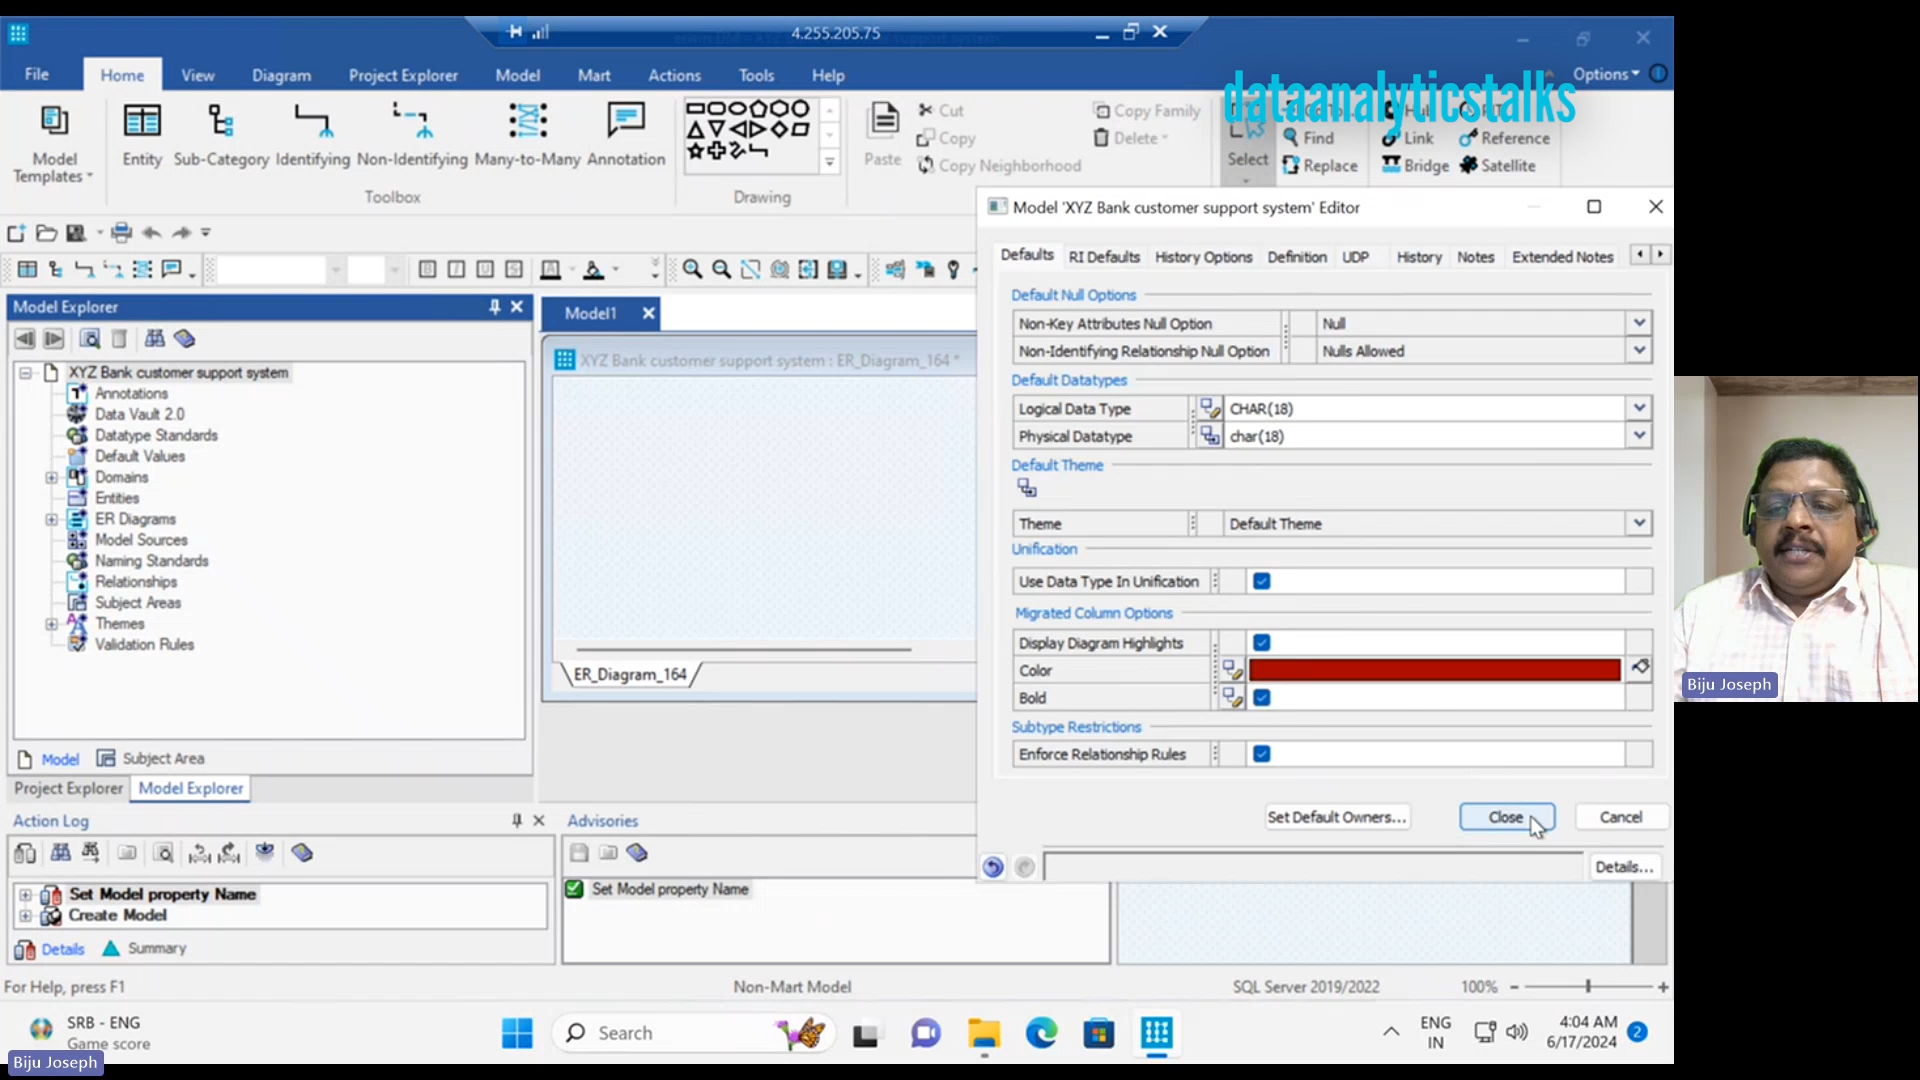 4.255.205.75
File Home View Diagram Project Explorer Model Mart Actions Tools Help Options
dataanalyticstalks
Model Templates
Entity Sub-Category Identifying Non-Identifying Many-to-Many Annotation
Toolbox
Drawing
Paste
Cut
Copy
Copy Neighborhood
Copy Family
Delete
Select
Find
Replace
Link
Bridge
Reference
Satellite
Model Explorer
XYZ Bank customer support system
Annotations
Data Vault 2.0
Datatype Standards
Default Values
Domains
Entities
ER Diagrams
Model Sources
Naming Standards
Relationships
Subject Areas
Themes
Validation Rules
Model Subject Area
Project Explorer Model Explorer
Model1
XYZ Bank customer support system : ER_Diagram_164 *
ER_Diagram_164
Model 'XYZ Bank customer support system' Editor
Defaults RI Defaults History Options Definition UDP History Notes Extended Notes
Default Null Options
Non-Key Attributes Null Option Null
Non-Identifying Relationship Null Option Nulls Allowed
Default Datatypes
Logical Data Type CHAR(18)
Physical Datatype char(18)
Default Theme
Theme Default Theme
Unification
Use Data Type In Unification
Migrated Column Options
Display Diagram Highlights
Color
Bold
Subtype Restrictions
Enforce Relationship Rules
Set Default Owners... Close Cancel
Details...
Action Log
Set Model property Name
Create Model
Details Summary
Advisories
Set Model property Name
For Help, press F1
Non-Mart Model
SQL Server 2019/2022
100%
SRB - ENG
Game score
Search
ENG
IN
4:04 AM
6/17/2024
2
Biju Joseph
Biju Joseph